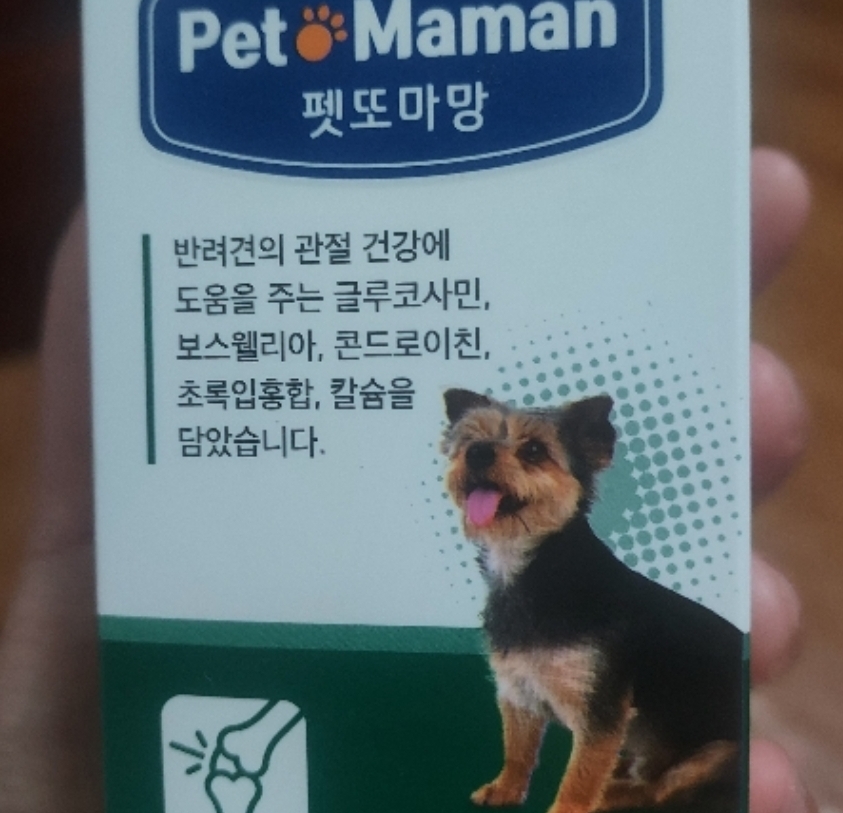 Pet Maman
펫또마망
반려견의 관절 건강에
도움을 주는 글루코사민,
보스웰리아, 콘드로이친,
초록입홍합, 칼슘을
담았습니다.